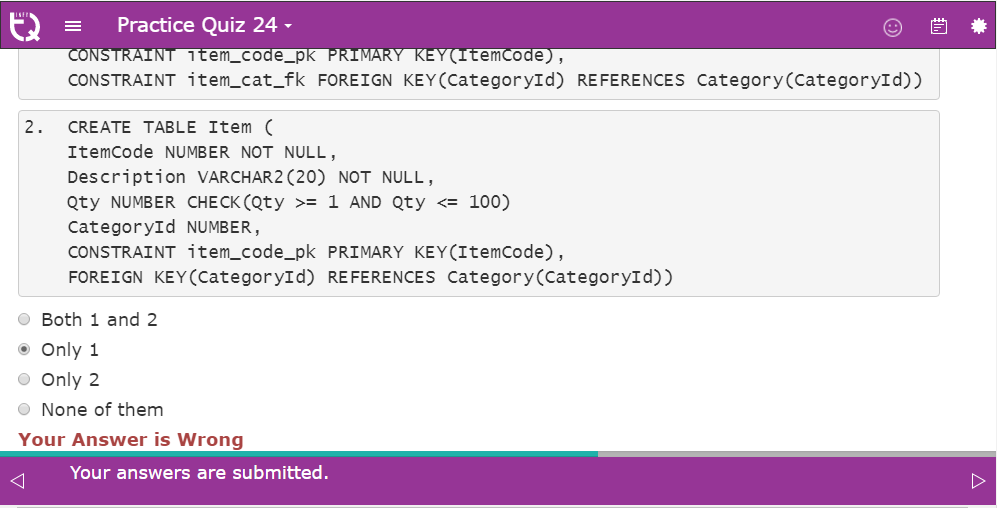 Practice Quiz 24
CONSTRAINT item_code_pk PRIMARY KEY(ItemCode),
CONSTRAINT item_cat_fk FOREIGN KEY(CategoryId) REFERENCES Category(CategoryId))
2. CREATE TABLE Item (
ItemCode NUMBER NOT NULL,
Description VARCHAR2(20) NOT NULL,
Qty NUMBER CHECK(Qty >= 1 AND Qty <= 100)
CategoryId NUMBER,
CONSTRAINT item_code_pk PRIMARY KEY(ItemCode),
FOREIGN KEY(CategoryId) REFERENCES Category(CategoryId))
Both 1 and 2
Only 1
Only 2
None of them
Your Answer is Wrong
Your answers are submitted.